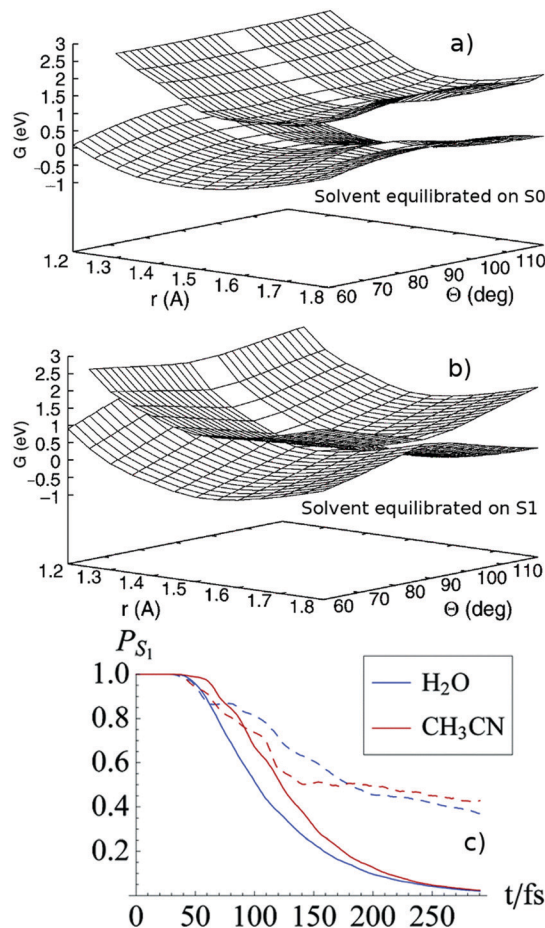 a)
3
2.5
2
1.5
1
0.5
0
−0.5
−1
G (eV)
Solvent equilibrated on S0
1.2 1.3 1.4 1.5 1.6 1.7 1.8
r (A)
60 70 80 90 100 110
Θ (deg)
b)
3
2.5
2
1.5
1
0.5
0
−0.5
−1
G (eV)
Solvent equilibrated on S1
1.2 1.3 1.4 1.5 1.6 1.7 1.8
r (A)
60 70 80 90 100 110
Θ (deg)
P_{S_1}
1.0
0.8
0.6
0.4
0.2
H₂O
CH₃CN
c)
t/fs
0 50 100 150 200 250